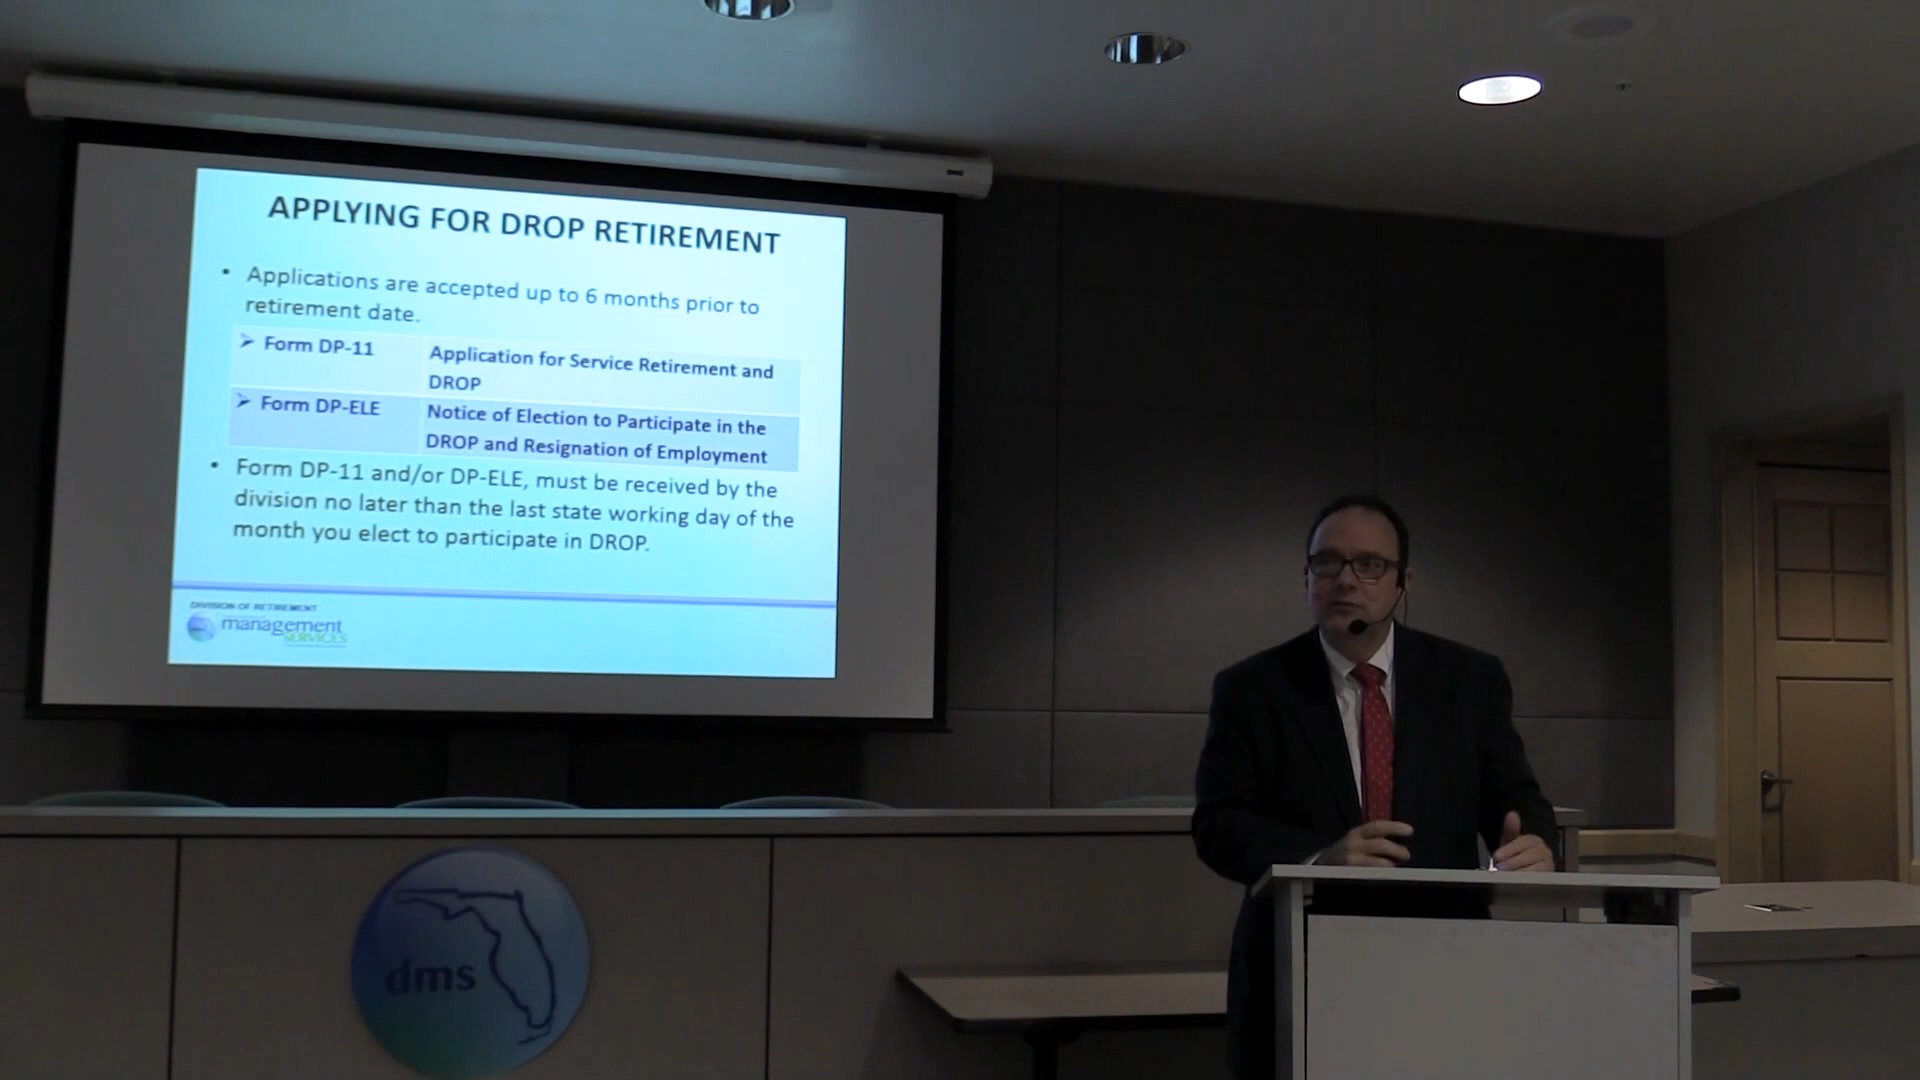 APPLYING FOR DROP RETIREMENT
• Applications are accepted up to 6 months prior to
retirement date.
➢ Form DP-11 Application for Service Retirement and
DROP
➢ Form DP-ELE Notice of Election to Participate in the
DROP and Resignation of Employment
• Form DP-11 and/or DP-ELE, must be received by the
division no later than the last state working day of the
month you elect to participate in DROP.
DIVISION OF RETIREMENT
management
SERVICES
dms